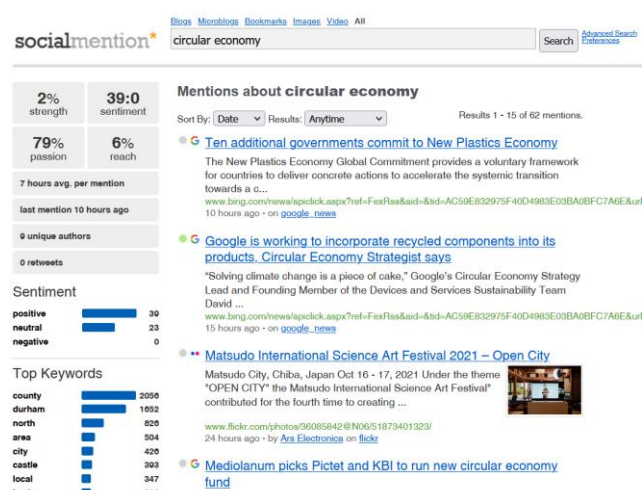 Blogs Microblogs Bookmarks Images Video All
socialmention*
circular economy
Search
Advanced Search
Preferences
2%
strength
39:0
sentiment
79%
passion
6%
reach
7 hours avg. per mention
last mention 10 hours ago
9 unique authors
0 retweets
Sentiment
positive 39
neutral 23
negative 0
Top Keywords
county 2056
durham 1652
north 826
area 504
city 426
castle 393
local 347
Mentions about circular economy
Sort By: Date Results: Anytime
Results 1 - 15 of 62 mentions.
Ten additional governments commit to New Plastics Economy
The New Plastics Economy Global Commitment provides a voluntary framework
for countries to deliver concrete actions to accelerate the systemic transition
towards a c...
www.bing.com/news/apiclick.aspx?ref=FexRss&aid=&tid=AC59E832975F40D4983E03BA0BFC7A6E&url
10 hours ago - on google_news
Google is working to incorporate recycled components into its
products, Circular Economy Strategist says
"Solving climate change is a piece of cake," Google's Circular Economy Strategy
Lead and Founding Member of the Devices and Services Sustainability Team
David ...
www.bing.com/news/apiclick.aspx?ref=FexRss&aid=&tid=AC59E832975F40D4983E03BA0BFC7A6E&url
15 hours ago - on google_news
Matsudo International Science Art Festival 2021 – Open City
Matsudo City, Chiba, Japan Oct 16 - 17, 2021 Under the theme
"OPEN CITY" the Matsudo International Science Art Festival"
contributed for the fourth time to creating ...
www.flickr.com/photos/36085842@N06/51873401323/
24 hours ago - by Ars Electronica on flickr
Mediolanum picks Pictet and KBI to run new circular economy
fund